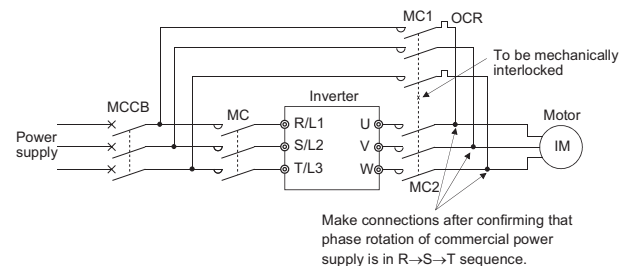 MC1
OCR
To be mechanically
interlocked
MCCB
MC
Inverter
Motor
Power
supply
R/L1
S/L2
T/L3
U
V
W
IM
MC2
Make connections after confirming that
phase rotation of commercial power
supply is in R→S→T sequence.